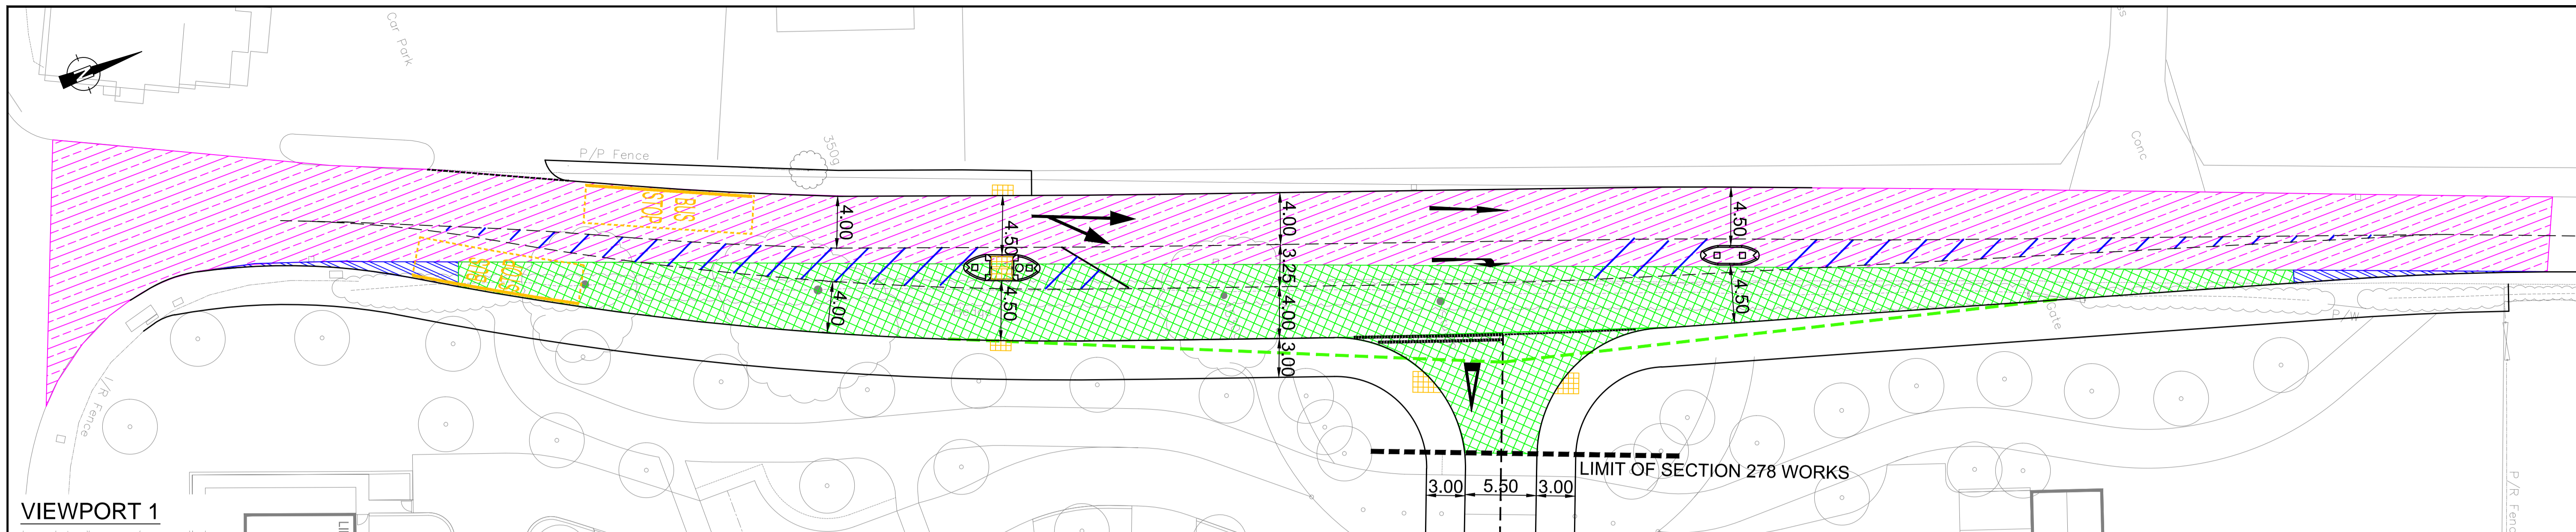 Car Park
N
P/P Fence
350g
Conc
BUS
STOP
BUS
4.00
4.50
4.00
4.50
3.25
4.00
4.50
4.00
4.50
3.00
Gate
P/W
I/R Fence
LIMIT OF SECTION 278 WORKS
3.00
5.50
3.00
VIEWPORT 1
P/R Fenc